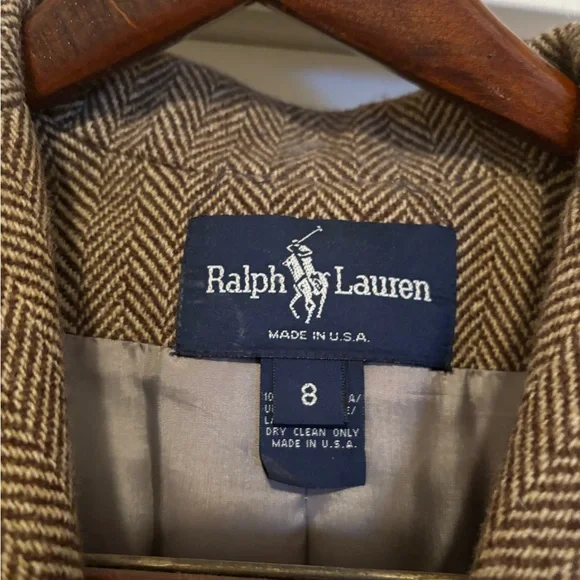 Ralph Lauren
MADE IN U.S.A.
8
DRY CLEAN ONLY
MADE IN U.S.A.